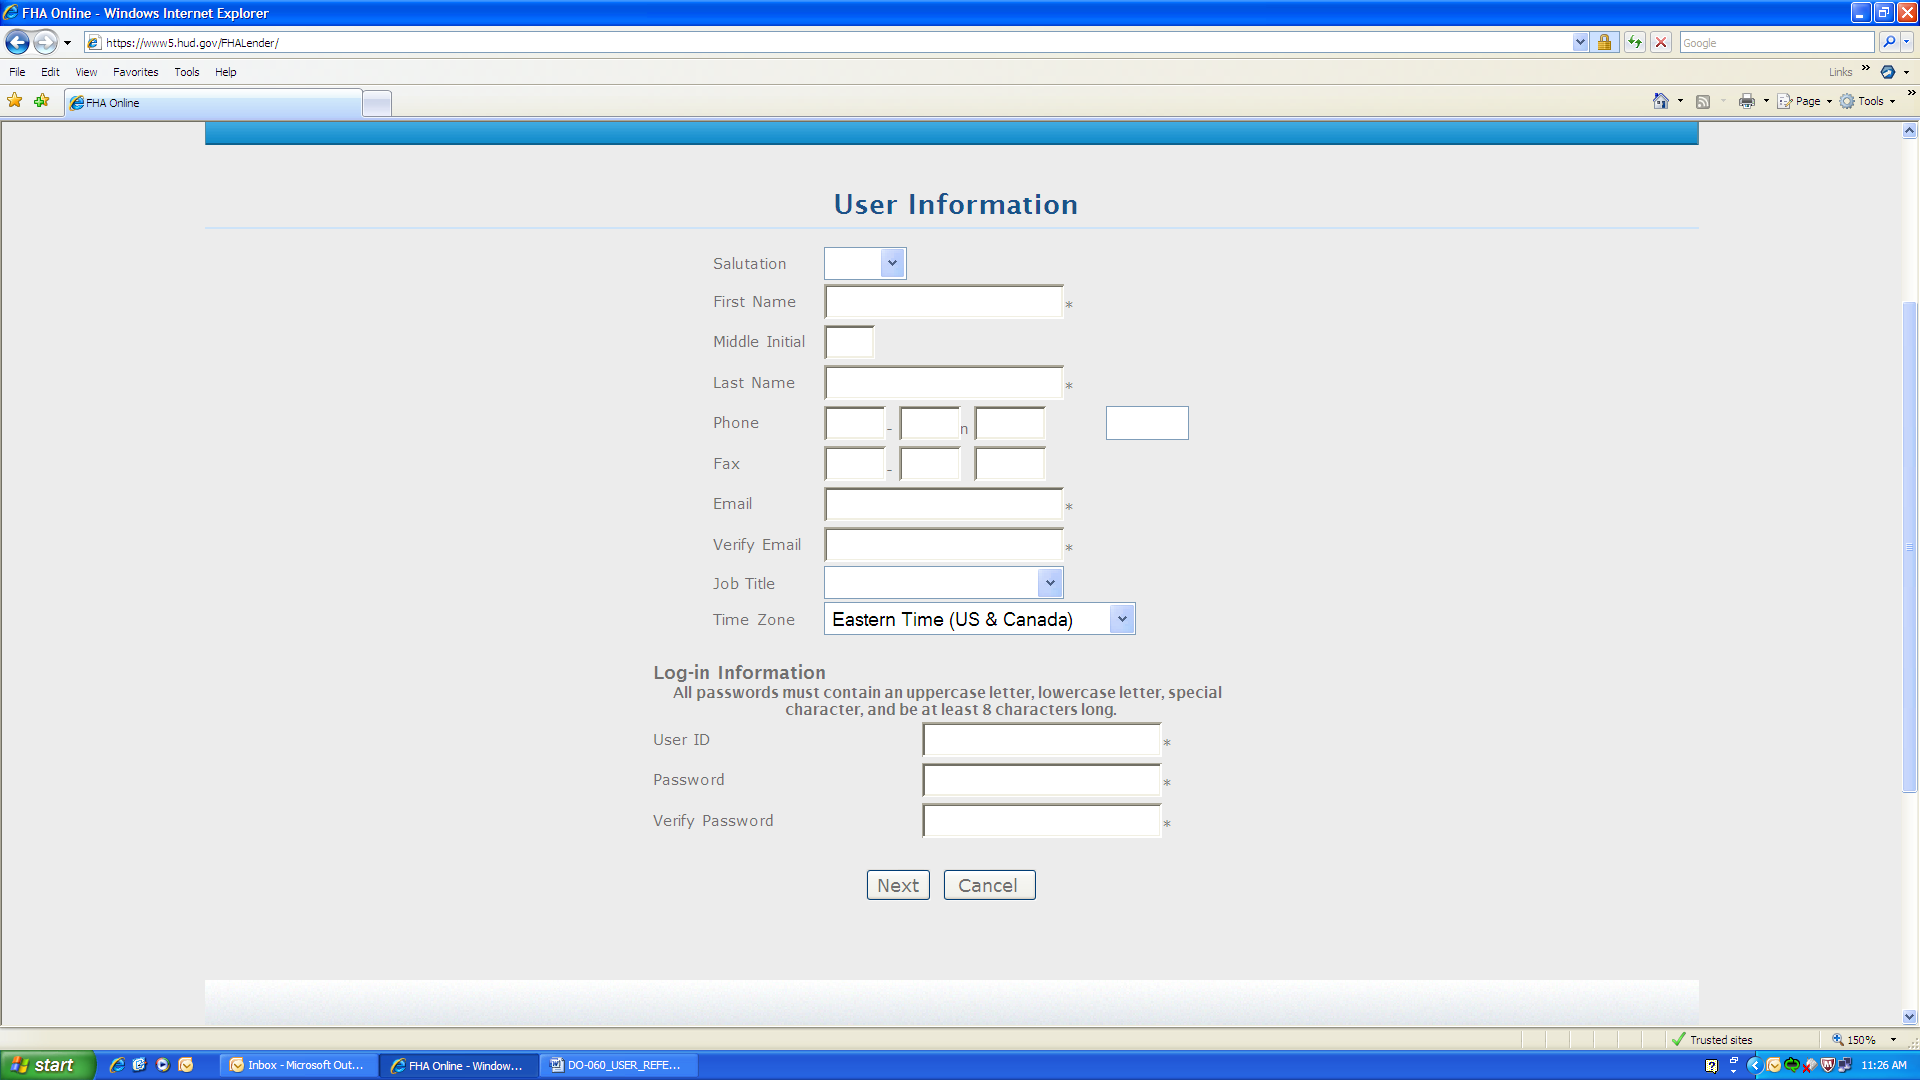 FHA Online - Windows Internet Explorer
https://www5.hud.gov/FHALender/
Google
File Edit View Favorites Tools Help
Links »
FHA Online
Page Tools »
User Information
Salutation
First Name *
Middle Initial
Last Name *
Phone - n
Fax -
Email *
Verify Email *
Job Title
Time Zone Eastern Time (US & Canada)
Log-in Information
All passwords must contain an uppercase letter, lowercase letter, special
character, and be at least 8 characters long.
User ID *
Password *
Verify Password *
Next Cancel
Trusted sites 150%
start Inbox - Microsoft Out... FHA Online - Window... DO-060_USER_REFE... 11:26 AM